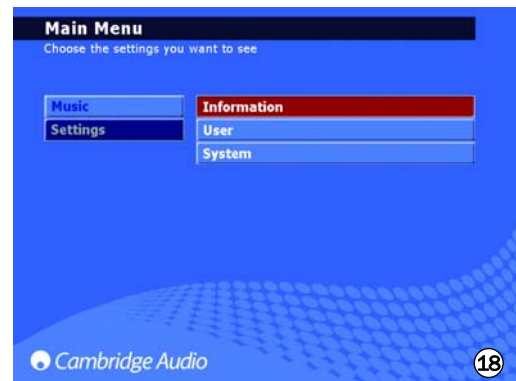 Main Menu
Choose the settings you want to see
Music
Settings
Information
User
System
Cambridge Audio
18